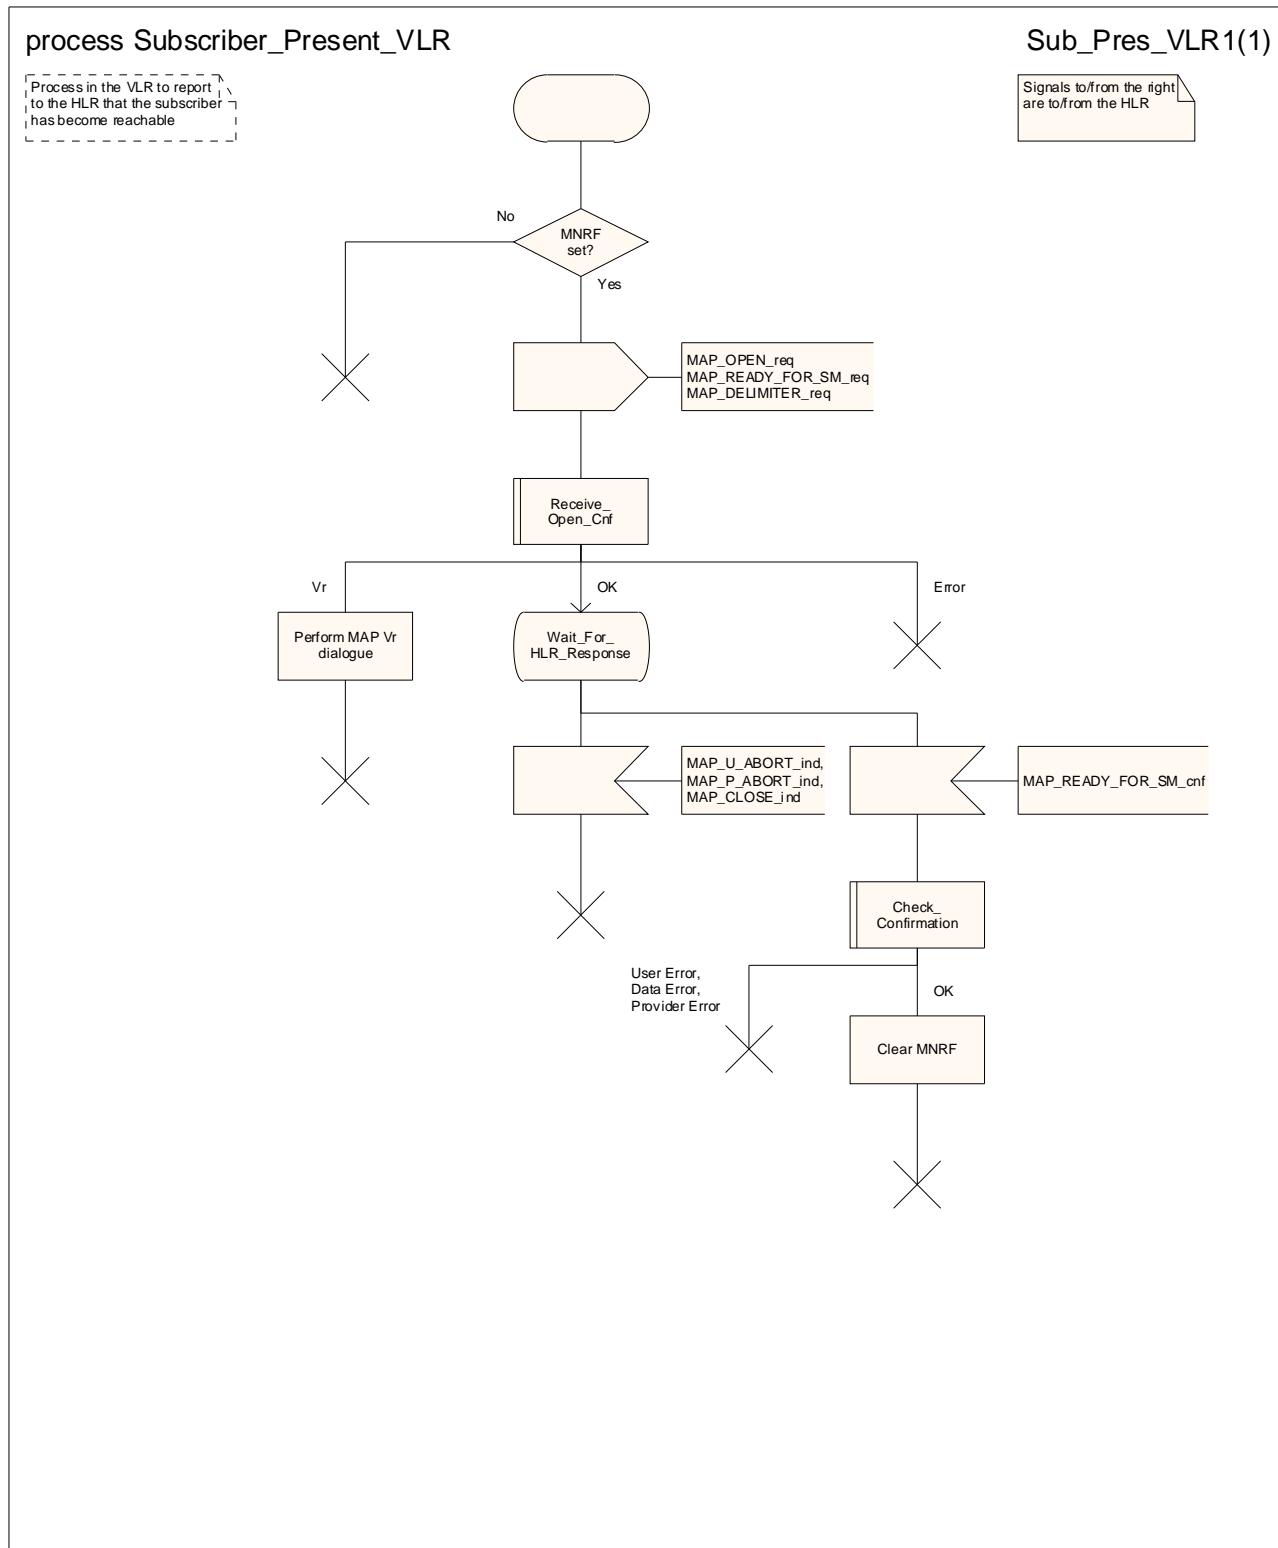 process Subscriber_Present_VLR
Sub_Pres_VLR1(1)
Process in the VLR to report
to the HLR that the subscriber
has become reachable
Signals to/from the right
are to/from the HLR
No
MNRF
set?
Yes
MAP_OPEN_req
MAP_READY_FOR_SM_req
MAP_DELIMITER_req
Receive_
Open_Cnf
Vr
OK
Error
Perform MAP Vr
dialogue
Wait_For_
HLR_Response
MAP_U_ABORT_ind,
MAP_P_ABORT_ind,
MAP_CLOSE_ind
MAP_READY_FOR_SM_cnf
Check_
Confirmation
User Error,
Data Error,
Provider Error
OK
Clear MNRF